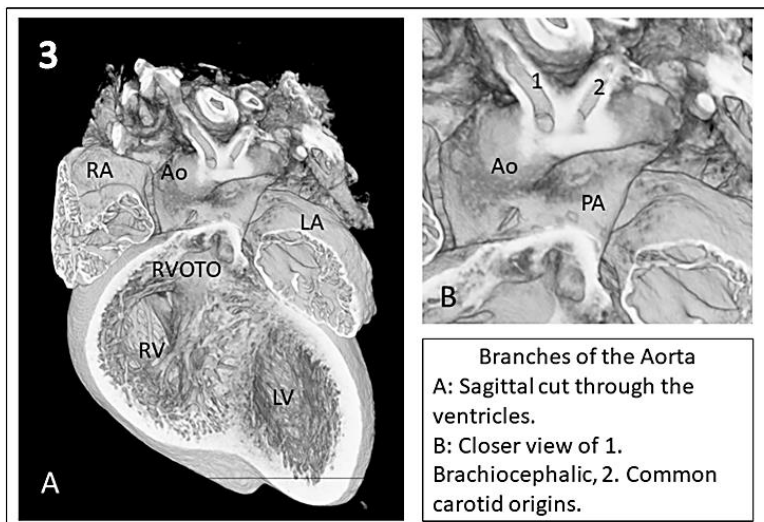 3
RA
Ao
LA
RVOTO
RV
LV
A
1
2
Ao
PA
B
Branches of the Aorta
A: Sagittal cut through the
ventricles.
B: Closer view of 1.
Brachiocephalic, 2. Common
carotid origins.